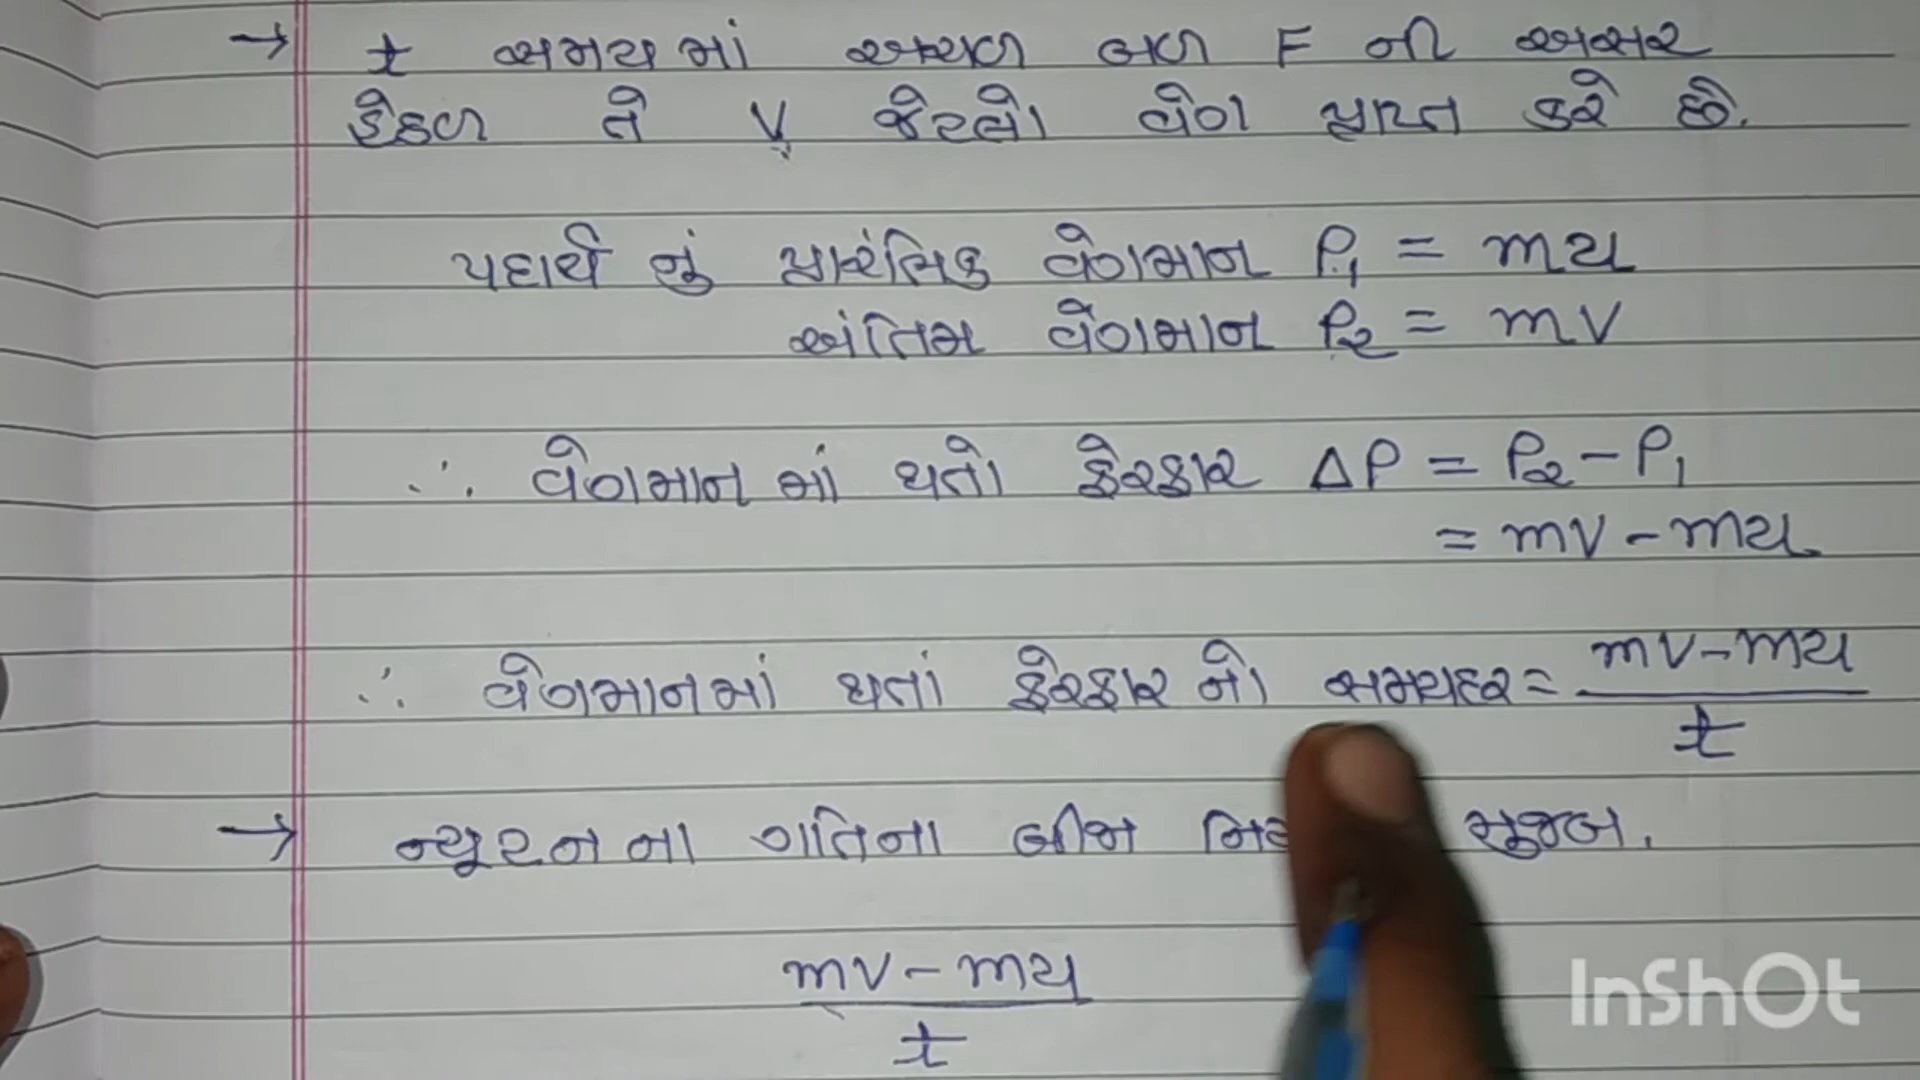 → t સમય માં અચળ બળ F ની અસર
હેઠળ તે v જેટલો વેગ પ્રાપ્ત કરે છે.
પદાર્થ નું પ્રારંભિક વેગમાન P₁ = mu
અંતિમ વેગમાન P₂ = mv
∴ વેગમાન માં થતો ફેરફાર ΔP = P₂ - P₁
= mv - mu
∴ વેગમાનમાં થતાં ફેરફાર નો સમયદર = mv - mu / t
→ ન્યૂટન ના ગતિના બીજા મુજબ.
mv - mu / t
InShOt